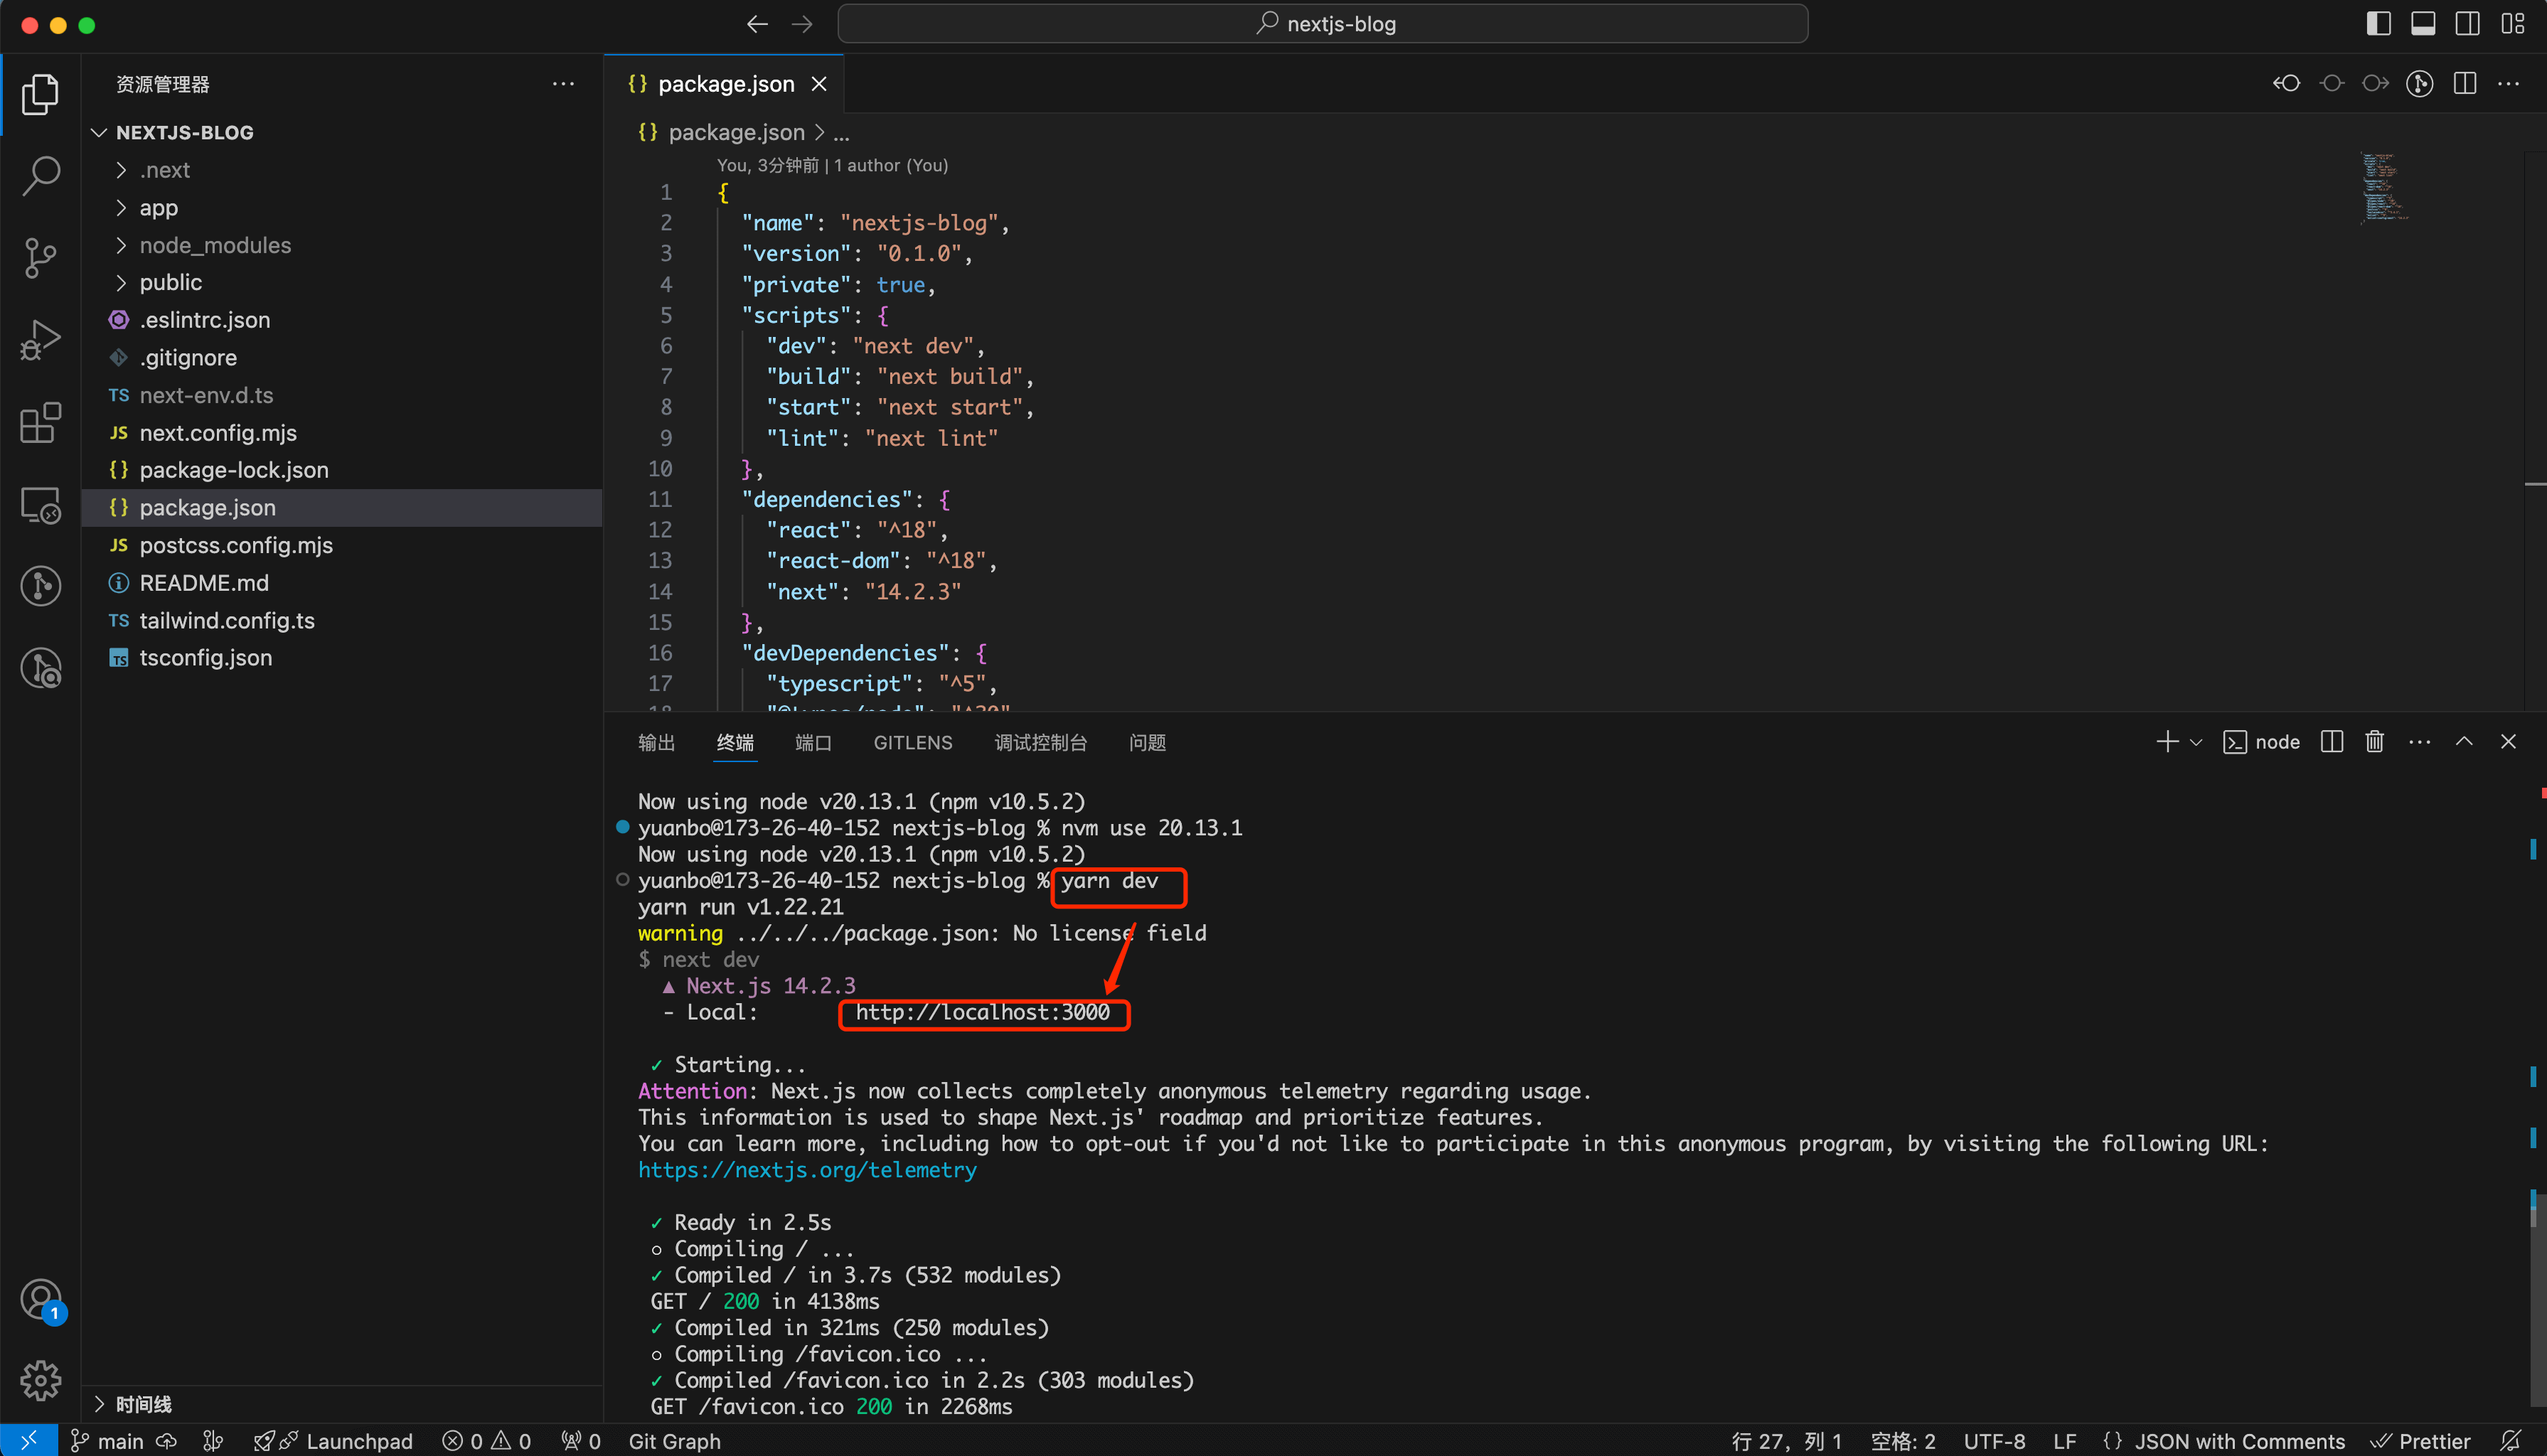 nextjs-blog
资源管理器
NEXTJS-BLOG
.next
app
node_modules
public
.eslintrc.json
.gitignore
TS next-env.d.ts
JS next.config.mjs
{} package-lock.json
{} package.json
JS postcss.config.mjs
README.md
TS tailwind.config.ts
TS tsconfig.json
时间线
{} package.json
{} package.json > ...
You, 3分钟前 | 1 author (You)
1 {
2 "name": "nextjs-blog",
3 "version": "0.1.0",
4 "private": true,
5 "scripts": {
6 "dev": "next dev",
7 "build": "next build",
8 "start": "next start",
9 "lint": "next lint"
10 },
11 "dependencies": {
12 "react": "^18",
13 "react-dom": "^18",
14 "next": "14.2.3"
15 },
16 "devDependencies": {
17 "typescript": "^5",
18 "@types/node": "^20"
输出 终端 端口 GITLENS 调试控制台 问题 node
Now using node v20.13.1 (npm v10.5.2)
yuanbo@173-26-40-152 nextjs-blog % nvm use 20.13.1
Now using node v20.13.1 (npm v10.5.2)
yuanbo@173-26-40-152 nextjs-blog % yarn dev
yarn run v1.22.21
warning ../../../package.json: No license field
$ next dev
▲ Next.js 14.2.3
- Local: http://localhost:3000
✓ Starting...
Attention: Next.js now collects completely anonymous telemetry regarding usage.
This information is used to shape Next.js' roadmap and prioritize features.
You can learn more, including how to opt-out if you'd not like to participate in this anonymous program, by visiting the following URL:
https://nextjs.org/telemetry
✓ Ready in 2.5s
○ Compiling / ...
✓ Compiled / in 3.7s (532 modules)
GET / 200 in 4138ms
✓ Compiled in 321ms (250 modules)
○ Compiling /favicon.ico ...
✓ Compiled /favicon.ico in 2.2s (303 modules)
GET /favicon.ico 200 in 2268ms
1
main Launchpad 0 0 0 Git Graph 行 27, 列 1 空格: 2 UTF-8 LF {} JSON with Comments Prettier